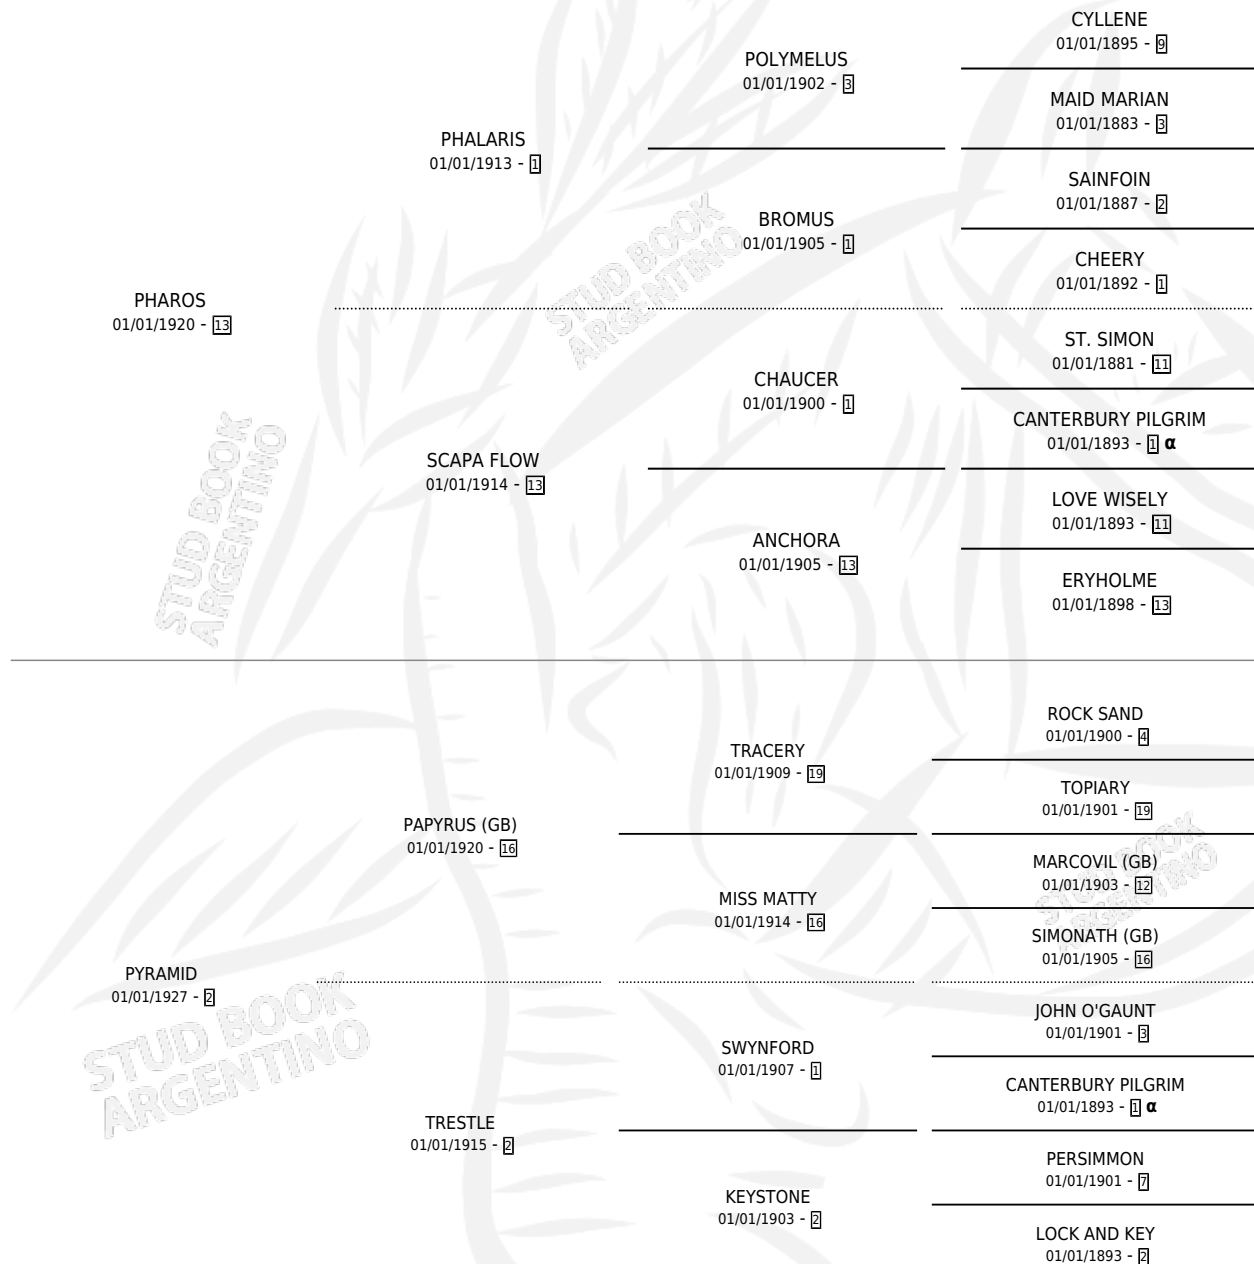 CYLLENE
01/01/1895 - 9
POLYMELUS
01/01/1902 - 3
MAID MARIAN
01/01/1883 - 3
PHALARIS
01/01/1913 - 1
SAINFOIN
01/01/1887 - 2
BROMUS
01/01/1905 - 1
CHEERY
01/01/1892 - 1
PHAROS
01/01/1920 - 13
ST. SIMON
01/01/1881 - 11
CHAUCER
01/01/1900 - 1
CANTERBURY PILGRIM
01/01/1893 - 1 α
SCAPA FLOW
01/01/1914 - 13
LOVE WISELY
01/01/1893 - 11
ANCHORA
01/01/1905 - 13
ERYHOLME
01/01/1898 - 13
ROCK SAND
01/01/1900 - 4
TRACERY
01/01/1909 - 19
TOPIARY
01/01/1901 - 19
PAPYRUS (GB)
01/01/1920 - 16
MARCOVIL (GB)
01/01/1903 - 12
MISS MATTY
01/01/1914 - 16
SIMONATH (GB)
01/01/1905 - 16
PYRAMID
01/01/1927 - 2
JOHN O'GAUNT
01/01/1901 - 3
SWYNFORD
01/01/1907 - 1
CANTERBURY PILGRIM
01/01/1893 - 1 α
TRESTLE
01/01/1915 - 2
PERSIMMON
01/01/1901 - 7
KEYSTONE
01/01/1903 - 2
LOCK AND KEY
01/01/1893 - 2
STUD BOOK
ARGENTINO
STUD BOOK
ARGENTINO
STUD BOOK
ARGENTINO
STUD BOOK
ARGENTINO